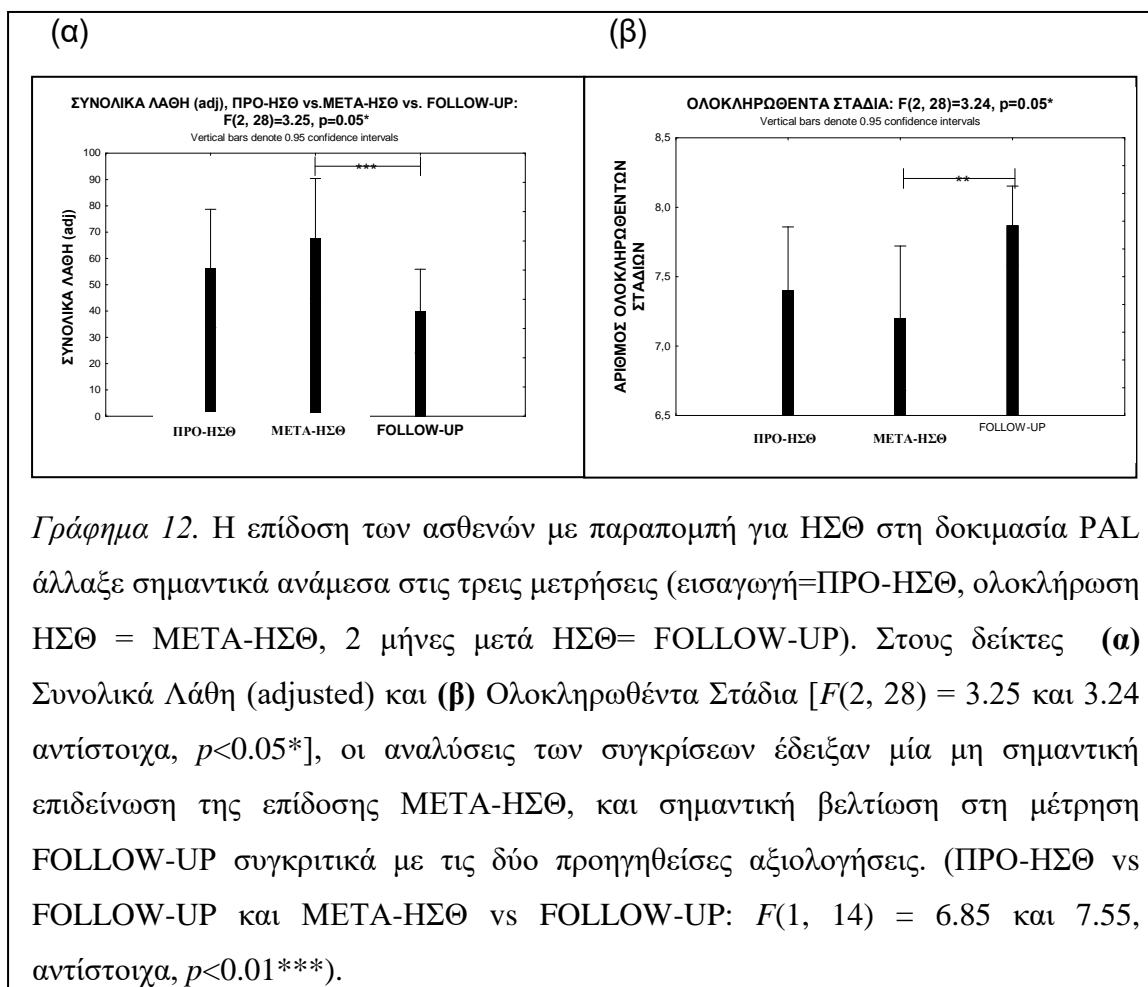 (α)
(β)
ΣΥΝΟΛΙΚΑ ΛΑΘΗ (adj), ΠΡΟ-ΗΣΘ vs.ΜΕΤΑ-ΗΣΘ vs. FOLLOW-UP:
F(2, 28)=3.25, p=0.05*
Vertical bars denote 0.95 confidence intervals
100
90
80
70
60
50
40
30
20
10
0
ΣΥΝΟΛΙΚΑ ΛΑΘΗ (adj)
***
ΠΡΟ-ΗΣΘ
ΜΕΤΑ-ΗΣΘ
FOLLOW-UP
ΟΛΟΚΛΗΡΩΘΕΝΤΑ ΣΤΑΔΙΑ: F(2, 28)=3.24, p=0.05*
Vertical bars denote 0.95 confidence intervals
8,5
8,0
7,5
7,0
6,5
ΑΡΙΘΜΟΣ ΟΛΟΚΛΗΡΩΘΕΝΤΩΝ
ΣΤΑΔΙΩΝ
**
ΠΡΟ-ΗΣΘ
ΜΕΤΑ-ΗΣΘ
FOLLOW-UP
Γράφημα 12. Η επίδοση των ασθενών με παραπομπή για ΗΣΘ στη δοκιμασία PAL
άλλαξε σημαντικά ανάμεσα στις τρεις μετρήσεις (εισαγωγή=ΠΡΟ-ΗΣΘ, ολοκλήρωση
ΗΣΘ = ΜΕΤΑ-ΗΣΘ, 2 μήνες μετά ΗΣΘ= FOLLOW-UP). Στους δείκτες (α)
Συνολικά Λάθη (adjusted) και (β) Ολοκληρωθέντα Στάδια [F(2, 28) = 3.25 και 3.24
αντίστοιχα, p<0.05*], οι αναλύσεις των συγκρίσεων έδειξαν μία μη σημαντική
επιδείνωση της επίδοσης ΜΕΤΑ-ΗΣΘ, και σημαντική βελτίωση στη μέτρηση
FOLLOW-UP συγκριτικά με τις δύο προηγηθείσες αξιολογήσεις. (ΠΡΟ-ΗΣΘ vs
FOLLOW-UP και ΜΕΤΑ-ΗΣΘ vs FOLLOW-UP: F(1, 14) = 6.85 και 7.55,
αντίστοιχα, p<0.01***).